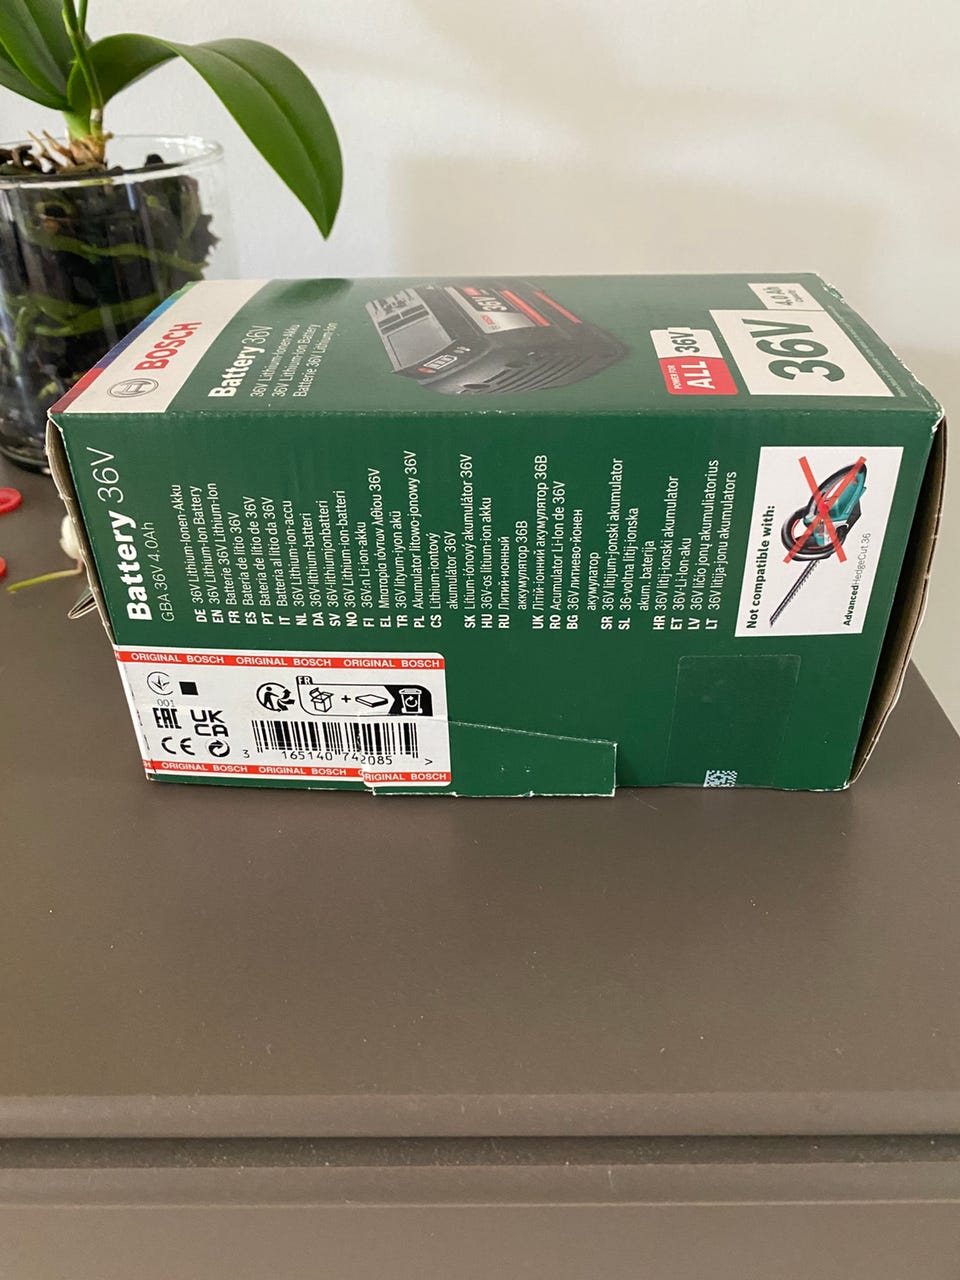 BOSCH
Battery 36V
36V Lithium-Ionen-Akku
36V Lithium-Ion Battery
Batterie 36V Lithium-Ion
36V
POWER FOR
ALL 36V
36V
4.0 Ah
Battery 36V
GBA 36V 4.0Ah
DE 36V Lithium-Ionen-Akku
EN 36V Lithium-Ion Battery
FR Batterie 36V Lithium-Ion
ES Batería de litio 36V
PT Bateria de lítio de 36V
IT Batteria al litio da 36V
NL 36V Lithium-ion-accu
DA 36V lithium-batteri
SV 36V lithiumjonbatteri
NO 36V Lithium-ion-batteri
FI 36V:n Li-ion-akku
EL Μπαταρία ιόντων λιθίου 36V
TR 36V lityum-iyon akü
PL Akumulator litowo-jonowy 36V
CS Lithium-iontový
akumulátor 36V
SK Lítium-iónový akumulátor 36V
HU 36V-os lítium-ion akku
RU Литий-ионный
аккумулятор 36В
UK Літій-іонний акумулятор 36В
RO Acumulator Li-Ion de 36V
BG 36V литиево-йонен
акумулатор
SR 36V litijum-jonski akumulator
SL 36-voltna litij-ionska
akum. baterija
HR 36V litij-ionski akumulator
ET 36V-Li-ion-aku
LV 36V ličio jonų akumuliatorius
LT 36V litija-jonu akumulators
Not compatible with:
AdvancedHedgeCut 36
ORIGINAL BOSCH ORIGINAL BOSCH ORIGINAL BOSCH
001
FR
EAC
UK
CA
CE
3 165140 742085 >
ORIGINAL BOSCH ORIGINAL BOSCH ORIGINAL BOSCH